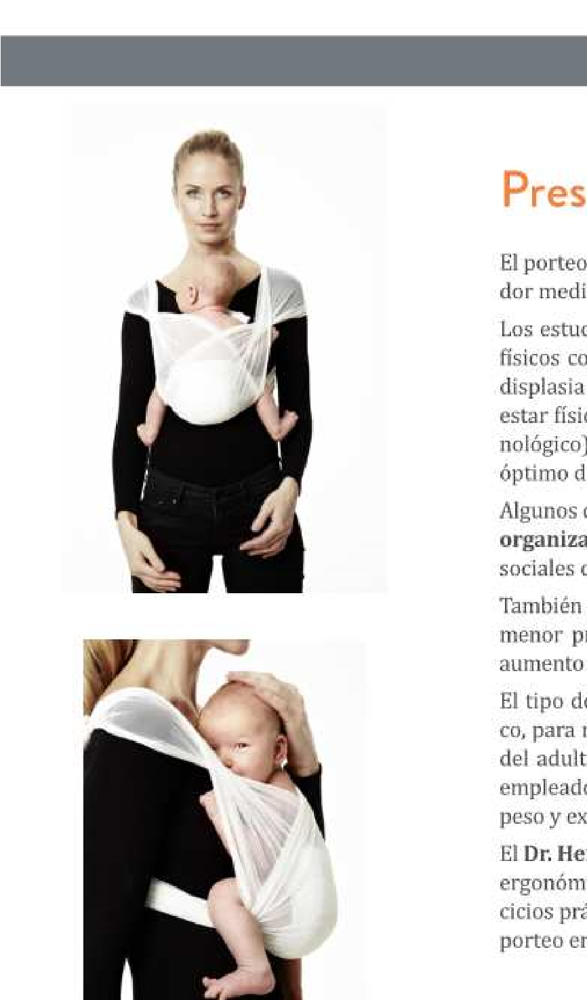 Pres
El porteo
dor medi
Los estud
físicos co
displasia
estar físic
nológico)
óptimo d
Algunos d
organiza
sociales d
También
menor pr
aumento
El tipo de
co, para
del adult
empleado
peso y ex
El Dr. Her
ergonóm
cicios prá
porteo en